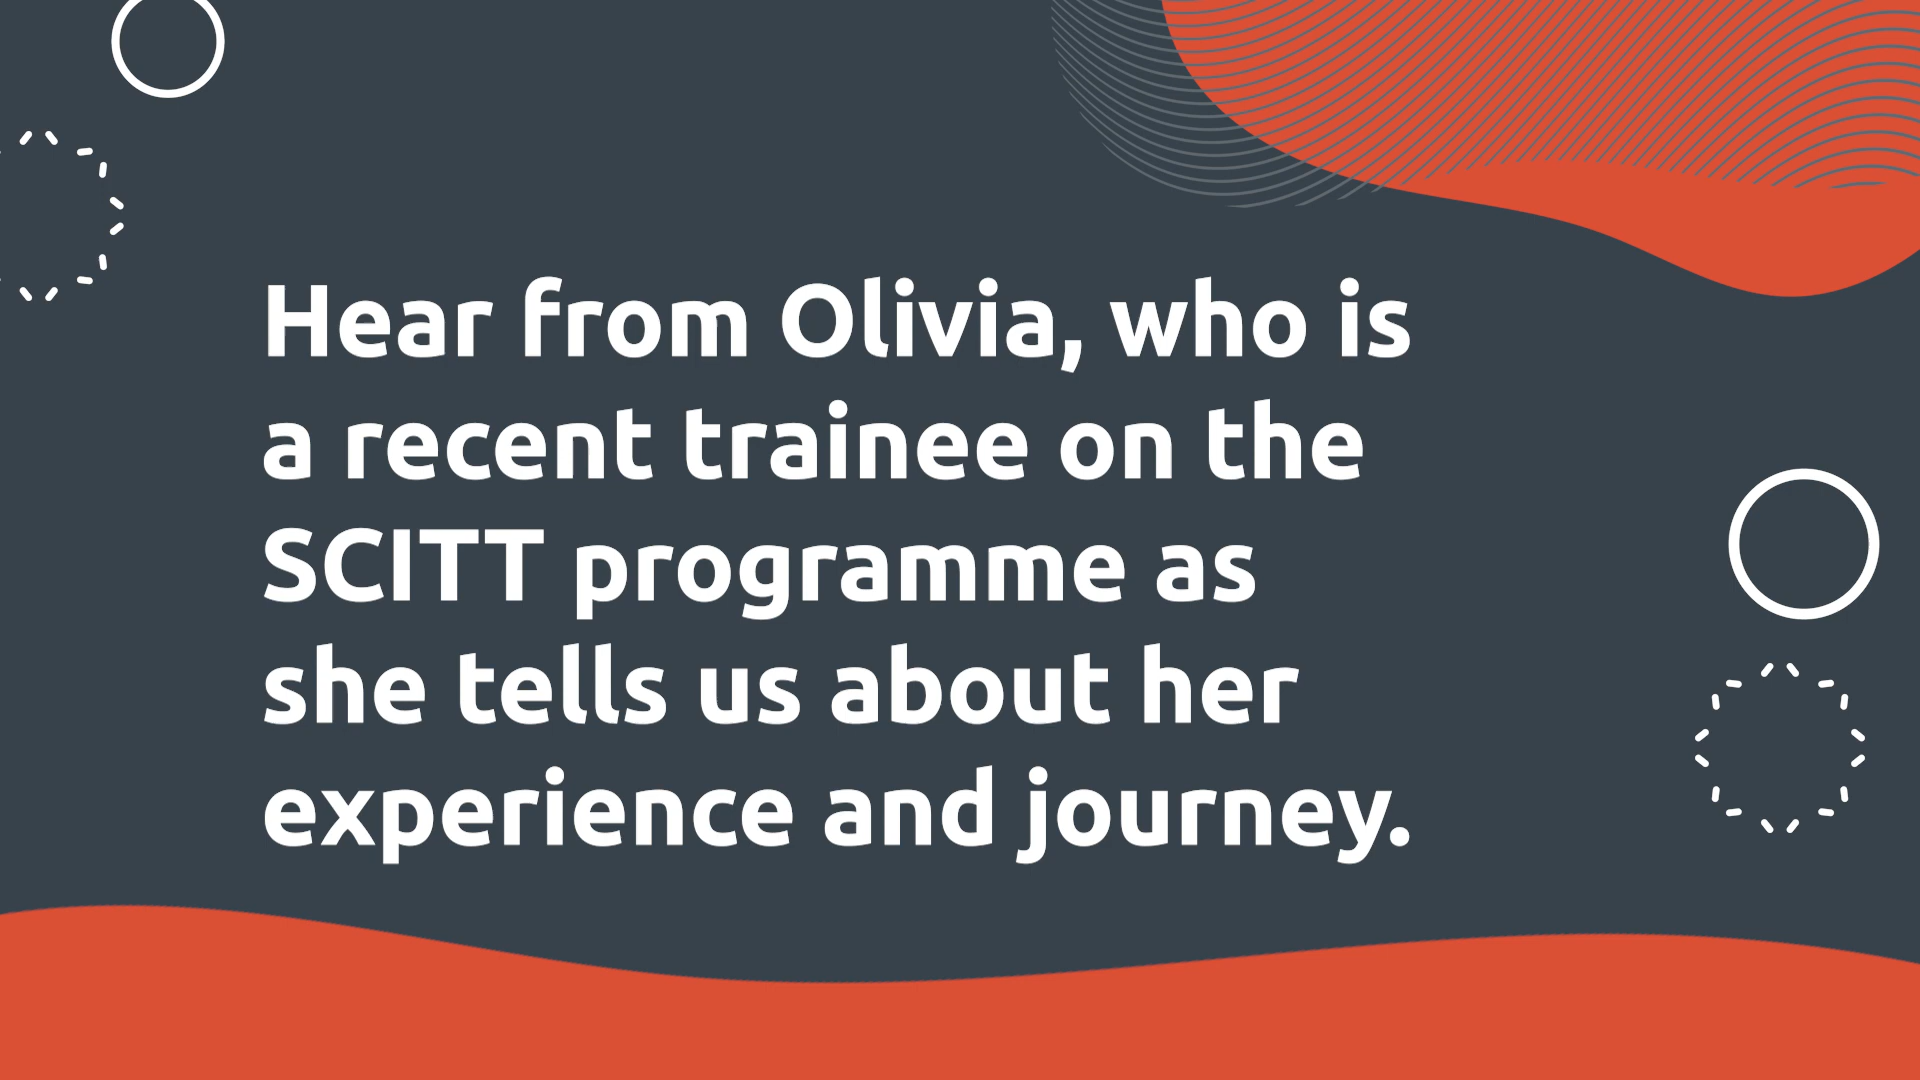 Hear from Olivia, who is
a recent trainee on the
SCITT programme as
she tells us about her
experience and journey.